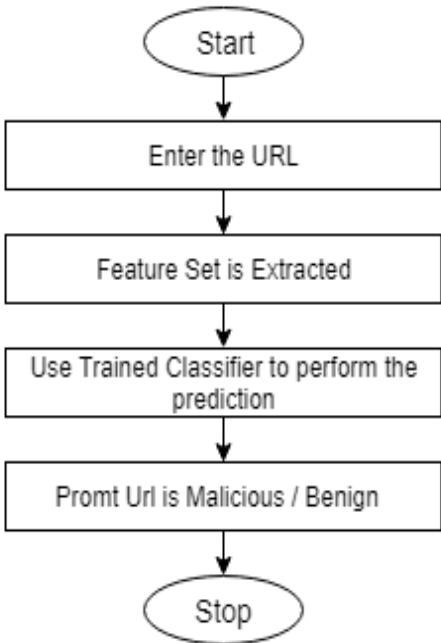 Start
Enter the URL
Feature Set is Extracted
Use Trained Classifier to perform the
prediction
Promt Url is Malicious / Benign
Stop